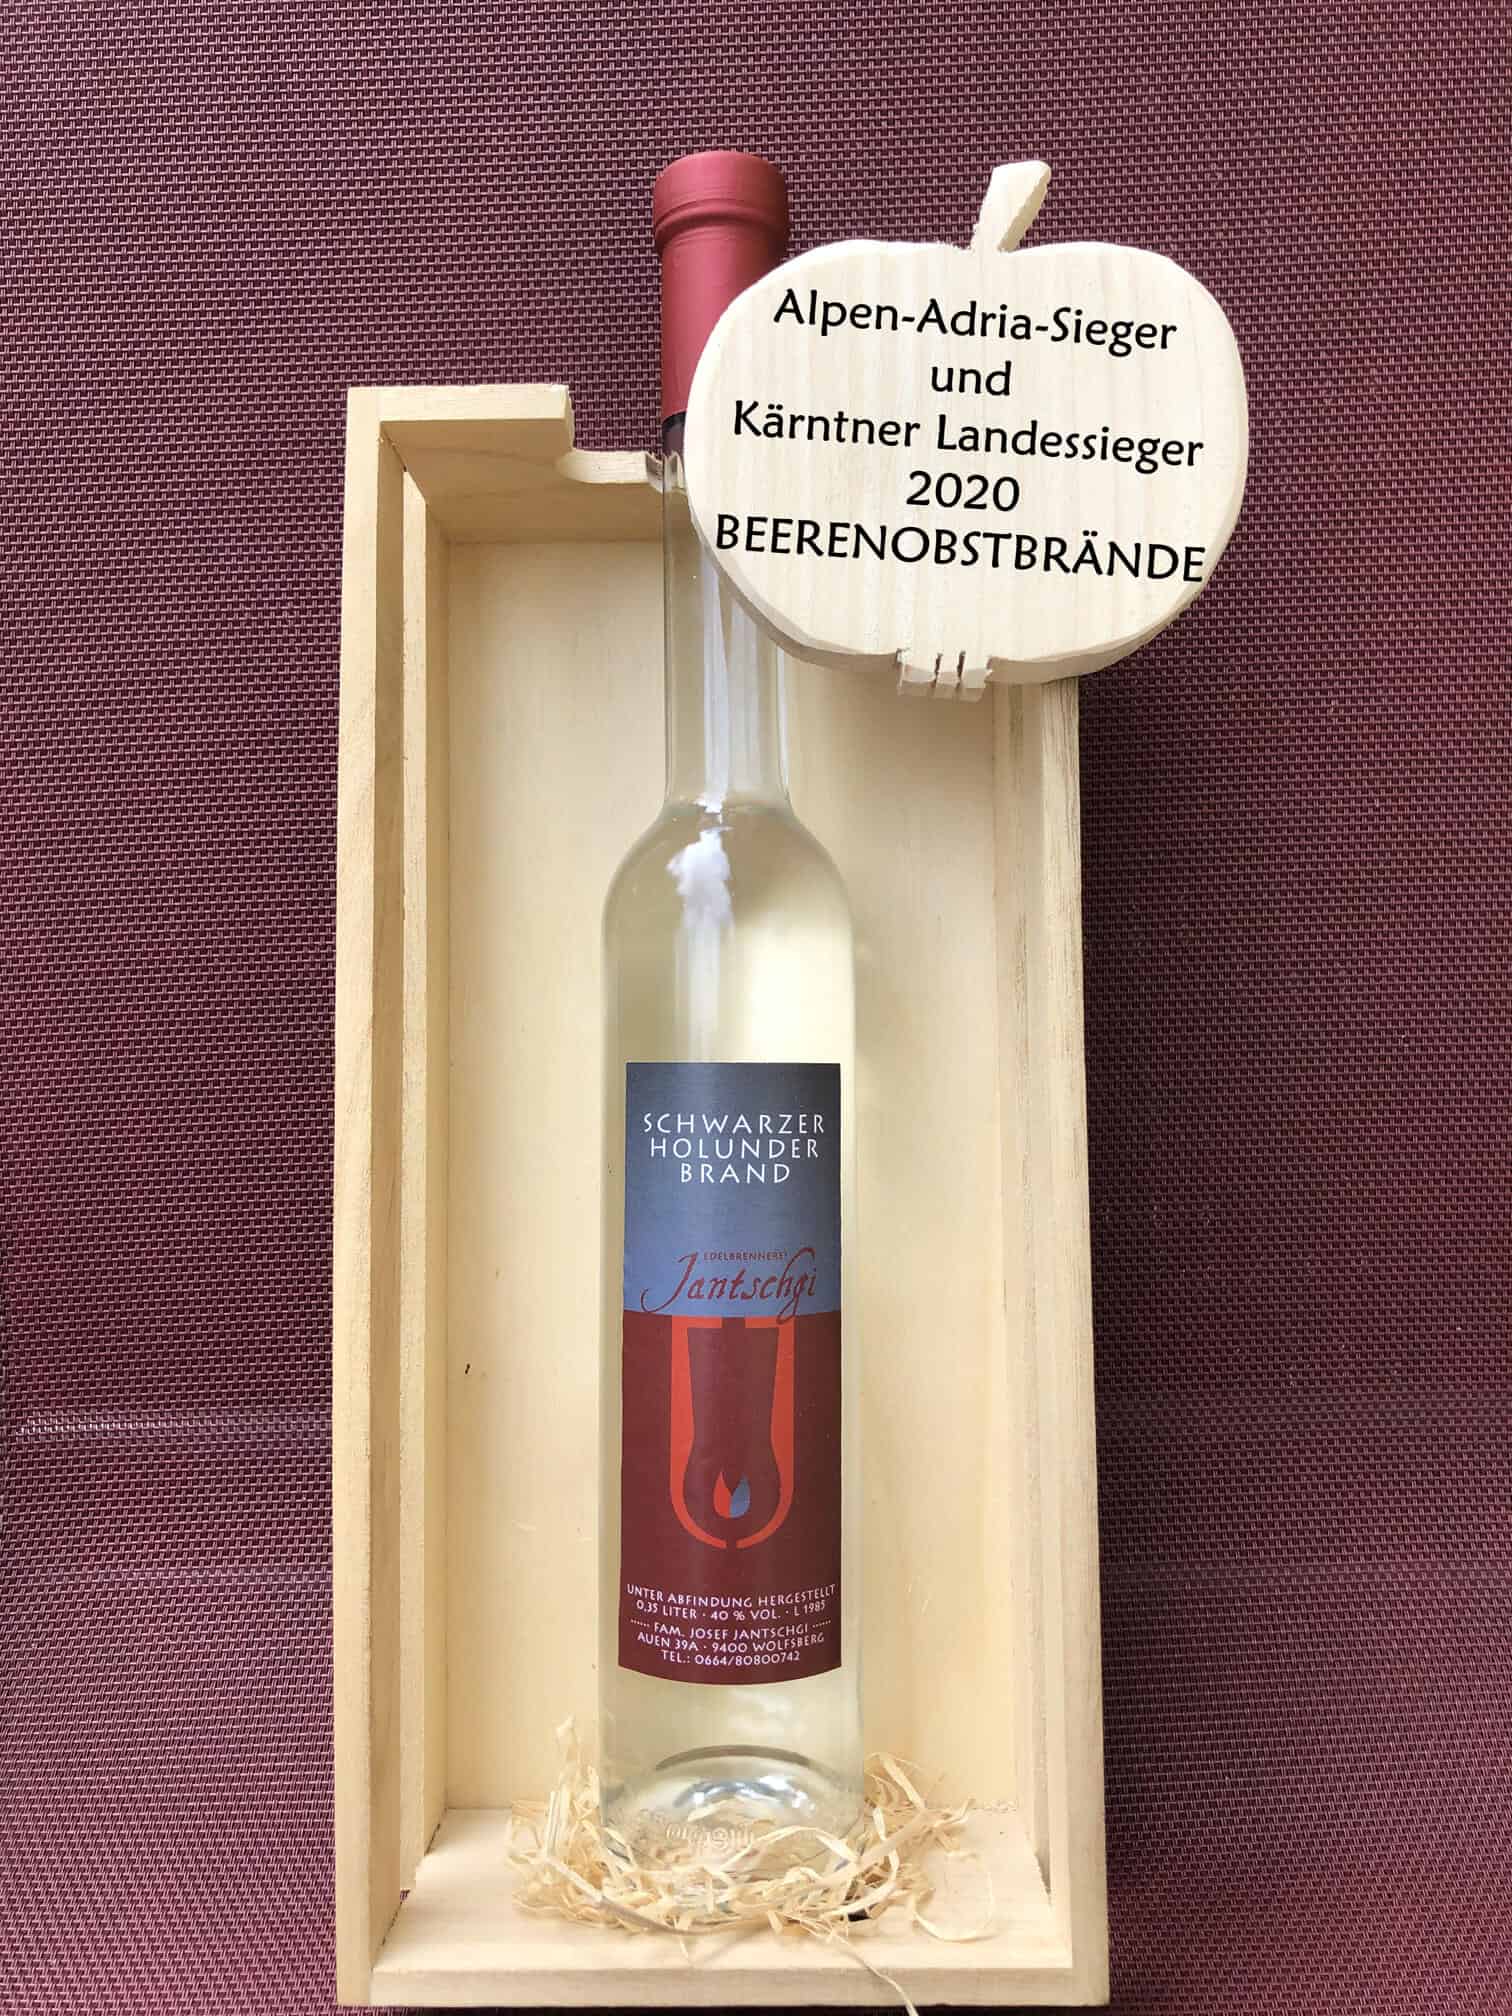 Alpen-Adria-Sieger
und
Kärntner Landessieger
2020
BEERENOBSTBRÄNDE
SCHWARZER
HOLUNDER
BRAND
EDELBRENNEREI
Jantschgi
UNTER ABFINDUNG HERGESTELLT
0,35 LITER · 40 % VOL. · L 1985
...... FAM. JOSEF JANTSCHGI ......
AUEN 39A · 9400 WOLFSBERG
TEL.: 0664/80800742